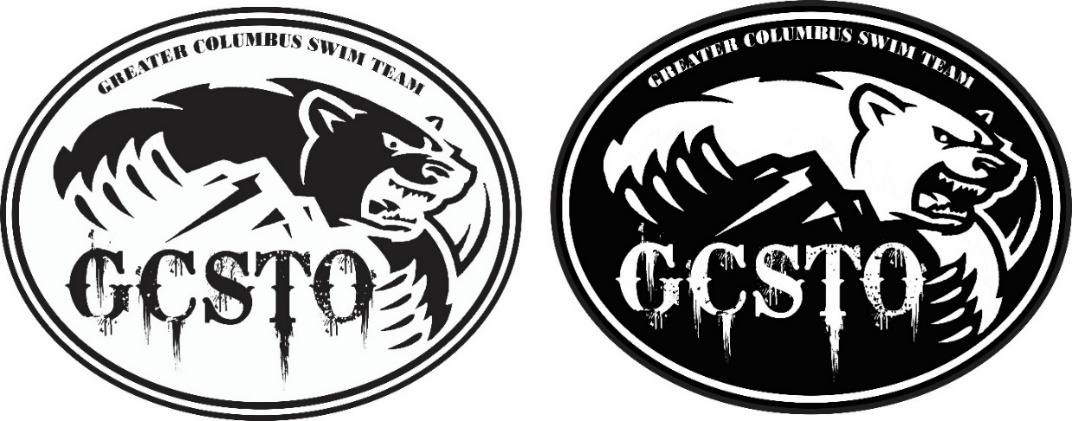 GREATER COLUMBUS SWIM TEAM
GCSTO
GREATER COLUMBUS SWIM TEAM
GCSTO